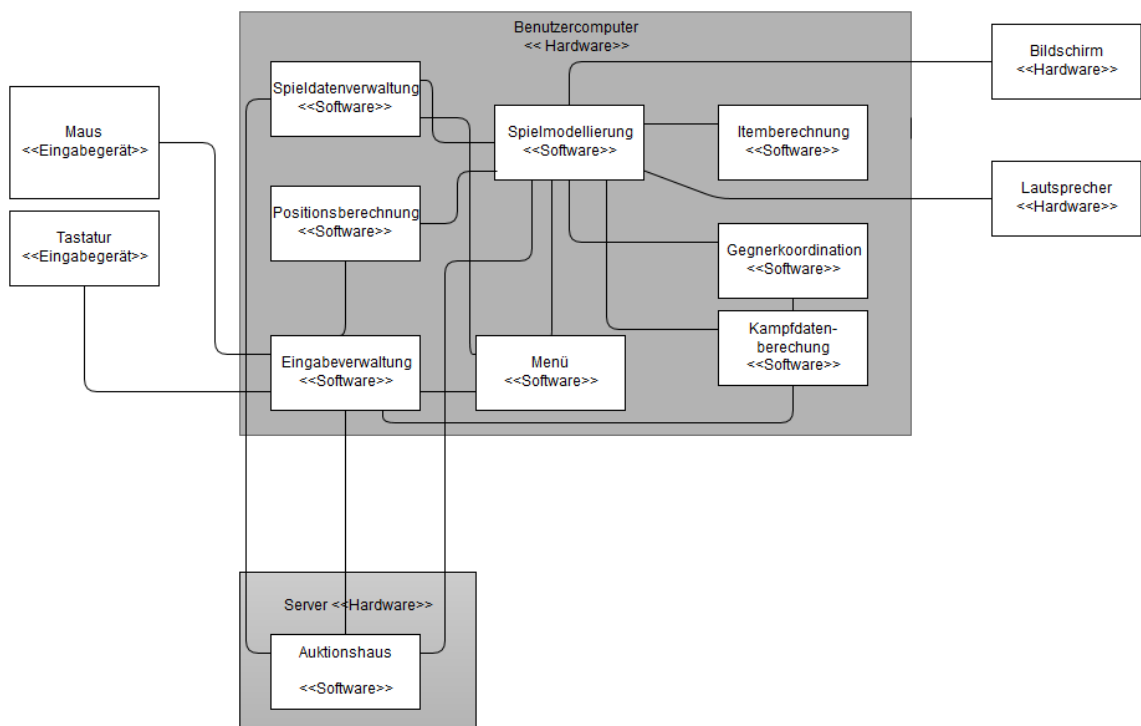 Benutzercomputer
<< Hardware>>
Bildschirm
<<Hardware>>
Spieldatenverwaltung
<<Software>>
Maus
<<Eingabegerät>>
Spielmodellierung
<<Software>>
Itemberechnung
<<Software>>
Lautsprecher
<<Hardware>>
Positionsberechnung
<<Software>>
Tastatur
<<Eingabegerät>>
Gegnerkoordination
<<Software>>
Kampfdaten-
berechung
<<Software>>
Eingabeverwaltung
<<Software>>
Menü
<<Software>>
Server <<Hardware>>
Auktionshaus
<<Software>>